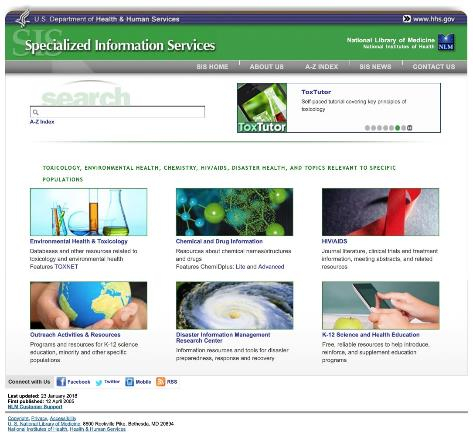 U.S. Department of Health & Human Services
www.hhs.gov
SIS
Specialized Information Services
National Library of Medicine
National Institutes of Health
NLM
SIS HOME
ABOUT US
A-Z INDEX
SIS NEWS
CONTACT US
search
A-Z Index
ToxTutor
ToxTutor
Self paced tutorial covering key principles of
toxicology
TOXICOLOGY, ENVIRONMENTAL HEALTH, CHEMISTRY, HIV/AIDS, DISASTER HEALTH, AND TOPICS RELEVANT TO SPECIFIC
POPULATIONS
Environmental Health & Toxicology
Databases and other resources related to
toxicology and environmental health
Features TOXNET
Chemical and Drug Information
Resources about chemical names/structures
and drugs
Features ChemIDplus: Lite and Advanced
HIV/AIDS
Journal literature, clinical trials and treatment
information, meeting abstracts, and related
resources
Outreach Activities & Resources
Programs and resources for K-12 science
education, minority and other specific
populations
Disaster Information Management
Research Center
Information resources and tools for disaster
preparedness, response and recovery
K-12 Science and Health Education
Free, reliable resources to help introduce,
reinforce, and supplement education
programs
Connect with Us
Facebook
Twitter
Mobile
RSS
Last updated: 23 January 2018
First published: 12 April 2005
NLM Customer Support
Copyright, Privacy, Accessibility
U. S. National Library of Medicine, 8600 Rockville Pike, Bethesda, MD 20894
National Institutes of Health, Health & Human Services